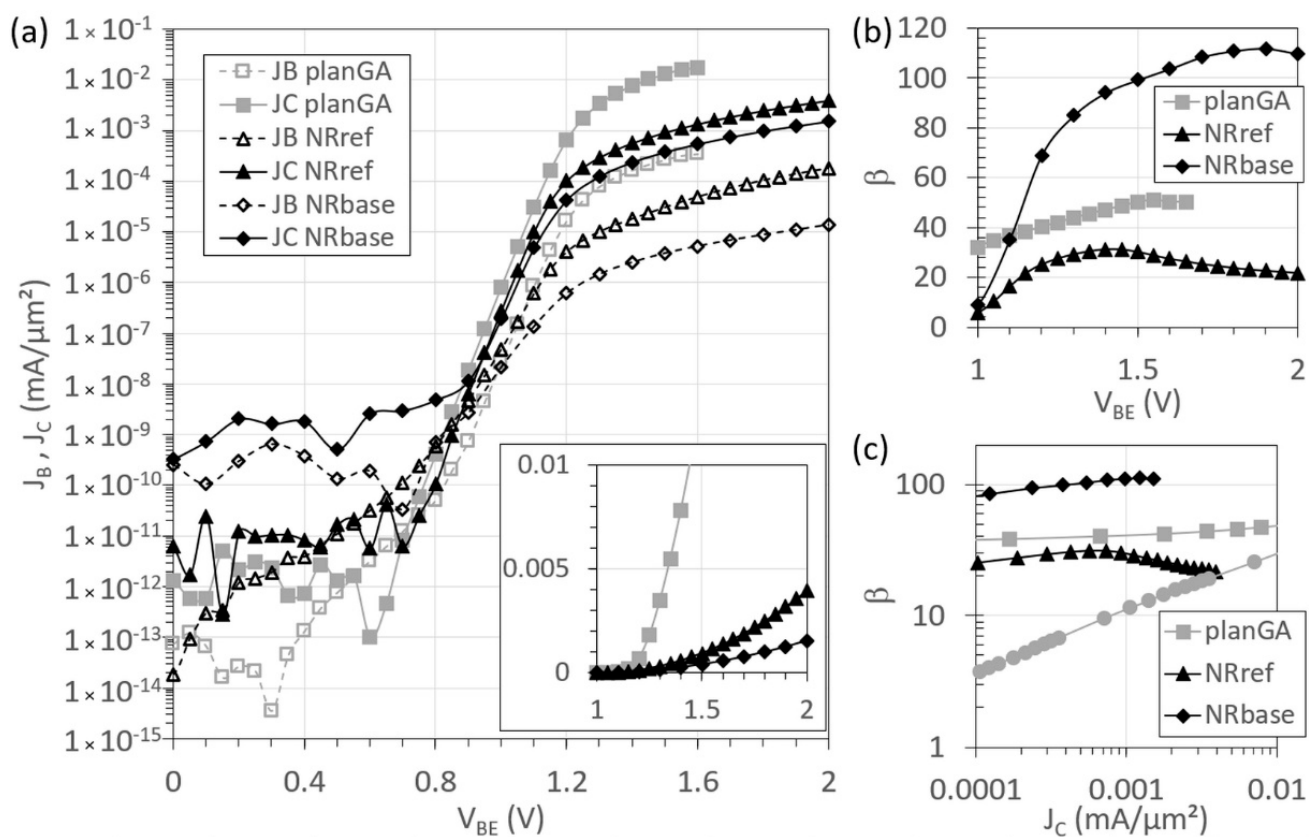 (a)
J_B , J_C (mA/μm²)
1×10⁻¹
1×10⁻²
1×10⁻³
1×10⁻⁴
1×10⁻⁵
1×10⁻⁶
1×10⁻⁷
1×10⁻⁸
1×10⁻⁹
1×10⁻¹⁰
1×10⁻¹¹
1×10⁻¹²
1×10⁻¹³
1×10⁻¹⁴
1×10⁻¹⁵
JB planGA
JC planGA
JB NRref
JC NRref
JB NRbase
JC NRbase
0.01
0.005
0
1 1.5 2
0 0.4 0.8 1.2 1.6 2
V_BE (V)
(b)
β
120
100
80
60
40
20
0
planGA
NRref
NRbase
1 1.5 2
V_BE (V)
(c)
β
100
10
1
planGA
NRref
NRbase
0.0001 0.001 0.01
J_C (mA/μm²)